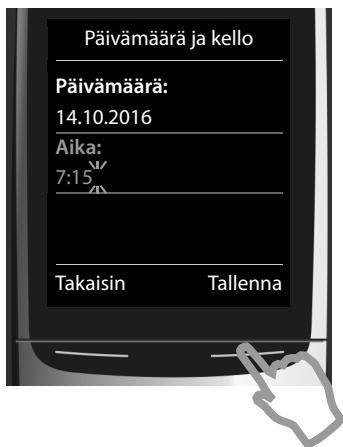 Päivämäärä ja kello
Päivämäärä:
14.10.2016
Aika:
7:15
Takaisin
Tallenna